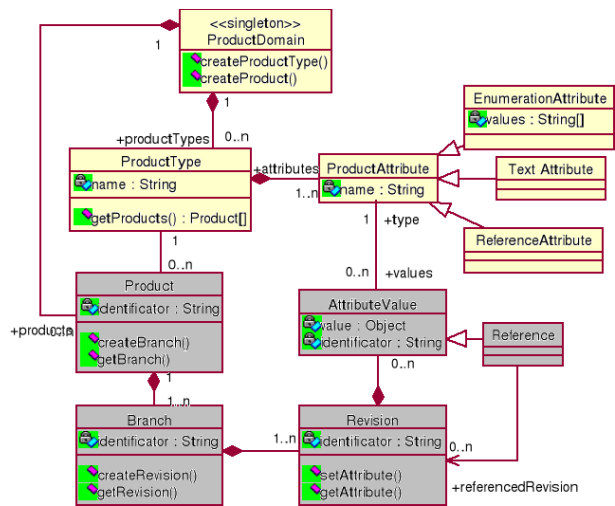 <<singleton>>
ProductDomain
createProductType()
createProduct()
1
1
+productTypes
0..n
ProductType
name : String
getProducts() : Product[]
+attributes
1..n
ProductAttribute
name : String
EnumerationAttribute
values : String[]
Text Attribute
ReferenceAttribute
1
0..n
1
+type
0..n
+values
Product
identificator : String
createBranch()
getBranch()
+products
AttributeValue
value : Object
identificator : String
Reference
1
1..n
0..n
Branch
identificator : String
createRevision()
getRevision()
1..n
Revision
identificator : String
setAttribute()
getAttribute()
0..n
+referencedRevision